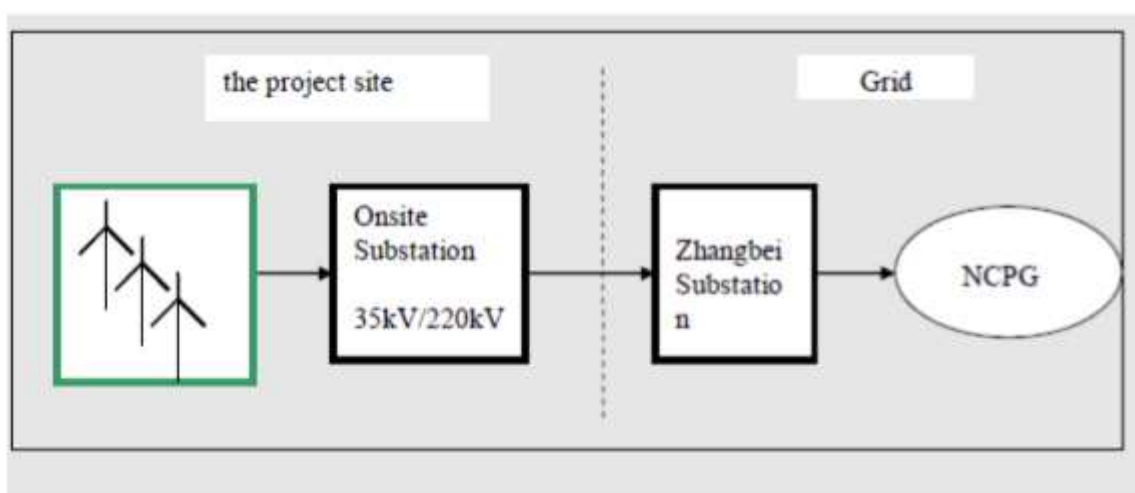 the project site
Grid
Onsite
Substation
35kV/220kV
Zhangbei
Substatio
n
NCPG